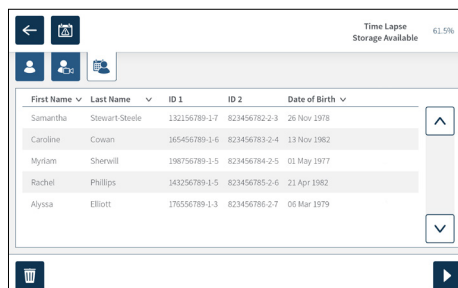 Time Lapse
Storage Available 61.5%
First Name Last Name ID 1 ID 2 Date of Birth
Samantha Stewart-Steele 132156789-1-7 823456782-2-3 26 Nov 1978
Caroline Cowan 165456789-1-6 823456783-2-4 13 Nov 1982
Myriam Sherwill 198756789-1-5 823456784-2-5 01 May 1977
Rachel Phillips 143256789-1-5 823456785-2-6 21 Apr 1982
Alyssa Elliott 176556789-1-3 823456786-2-7 06 Mar 1979